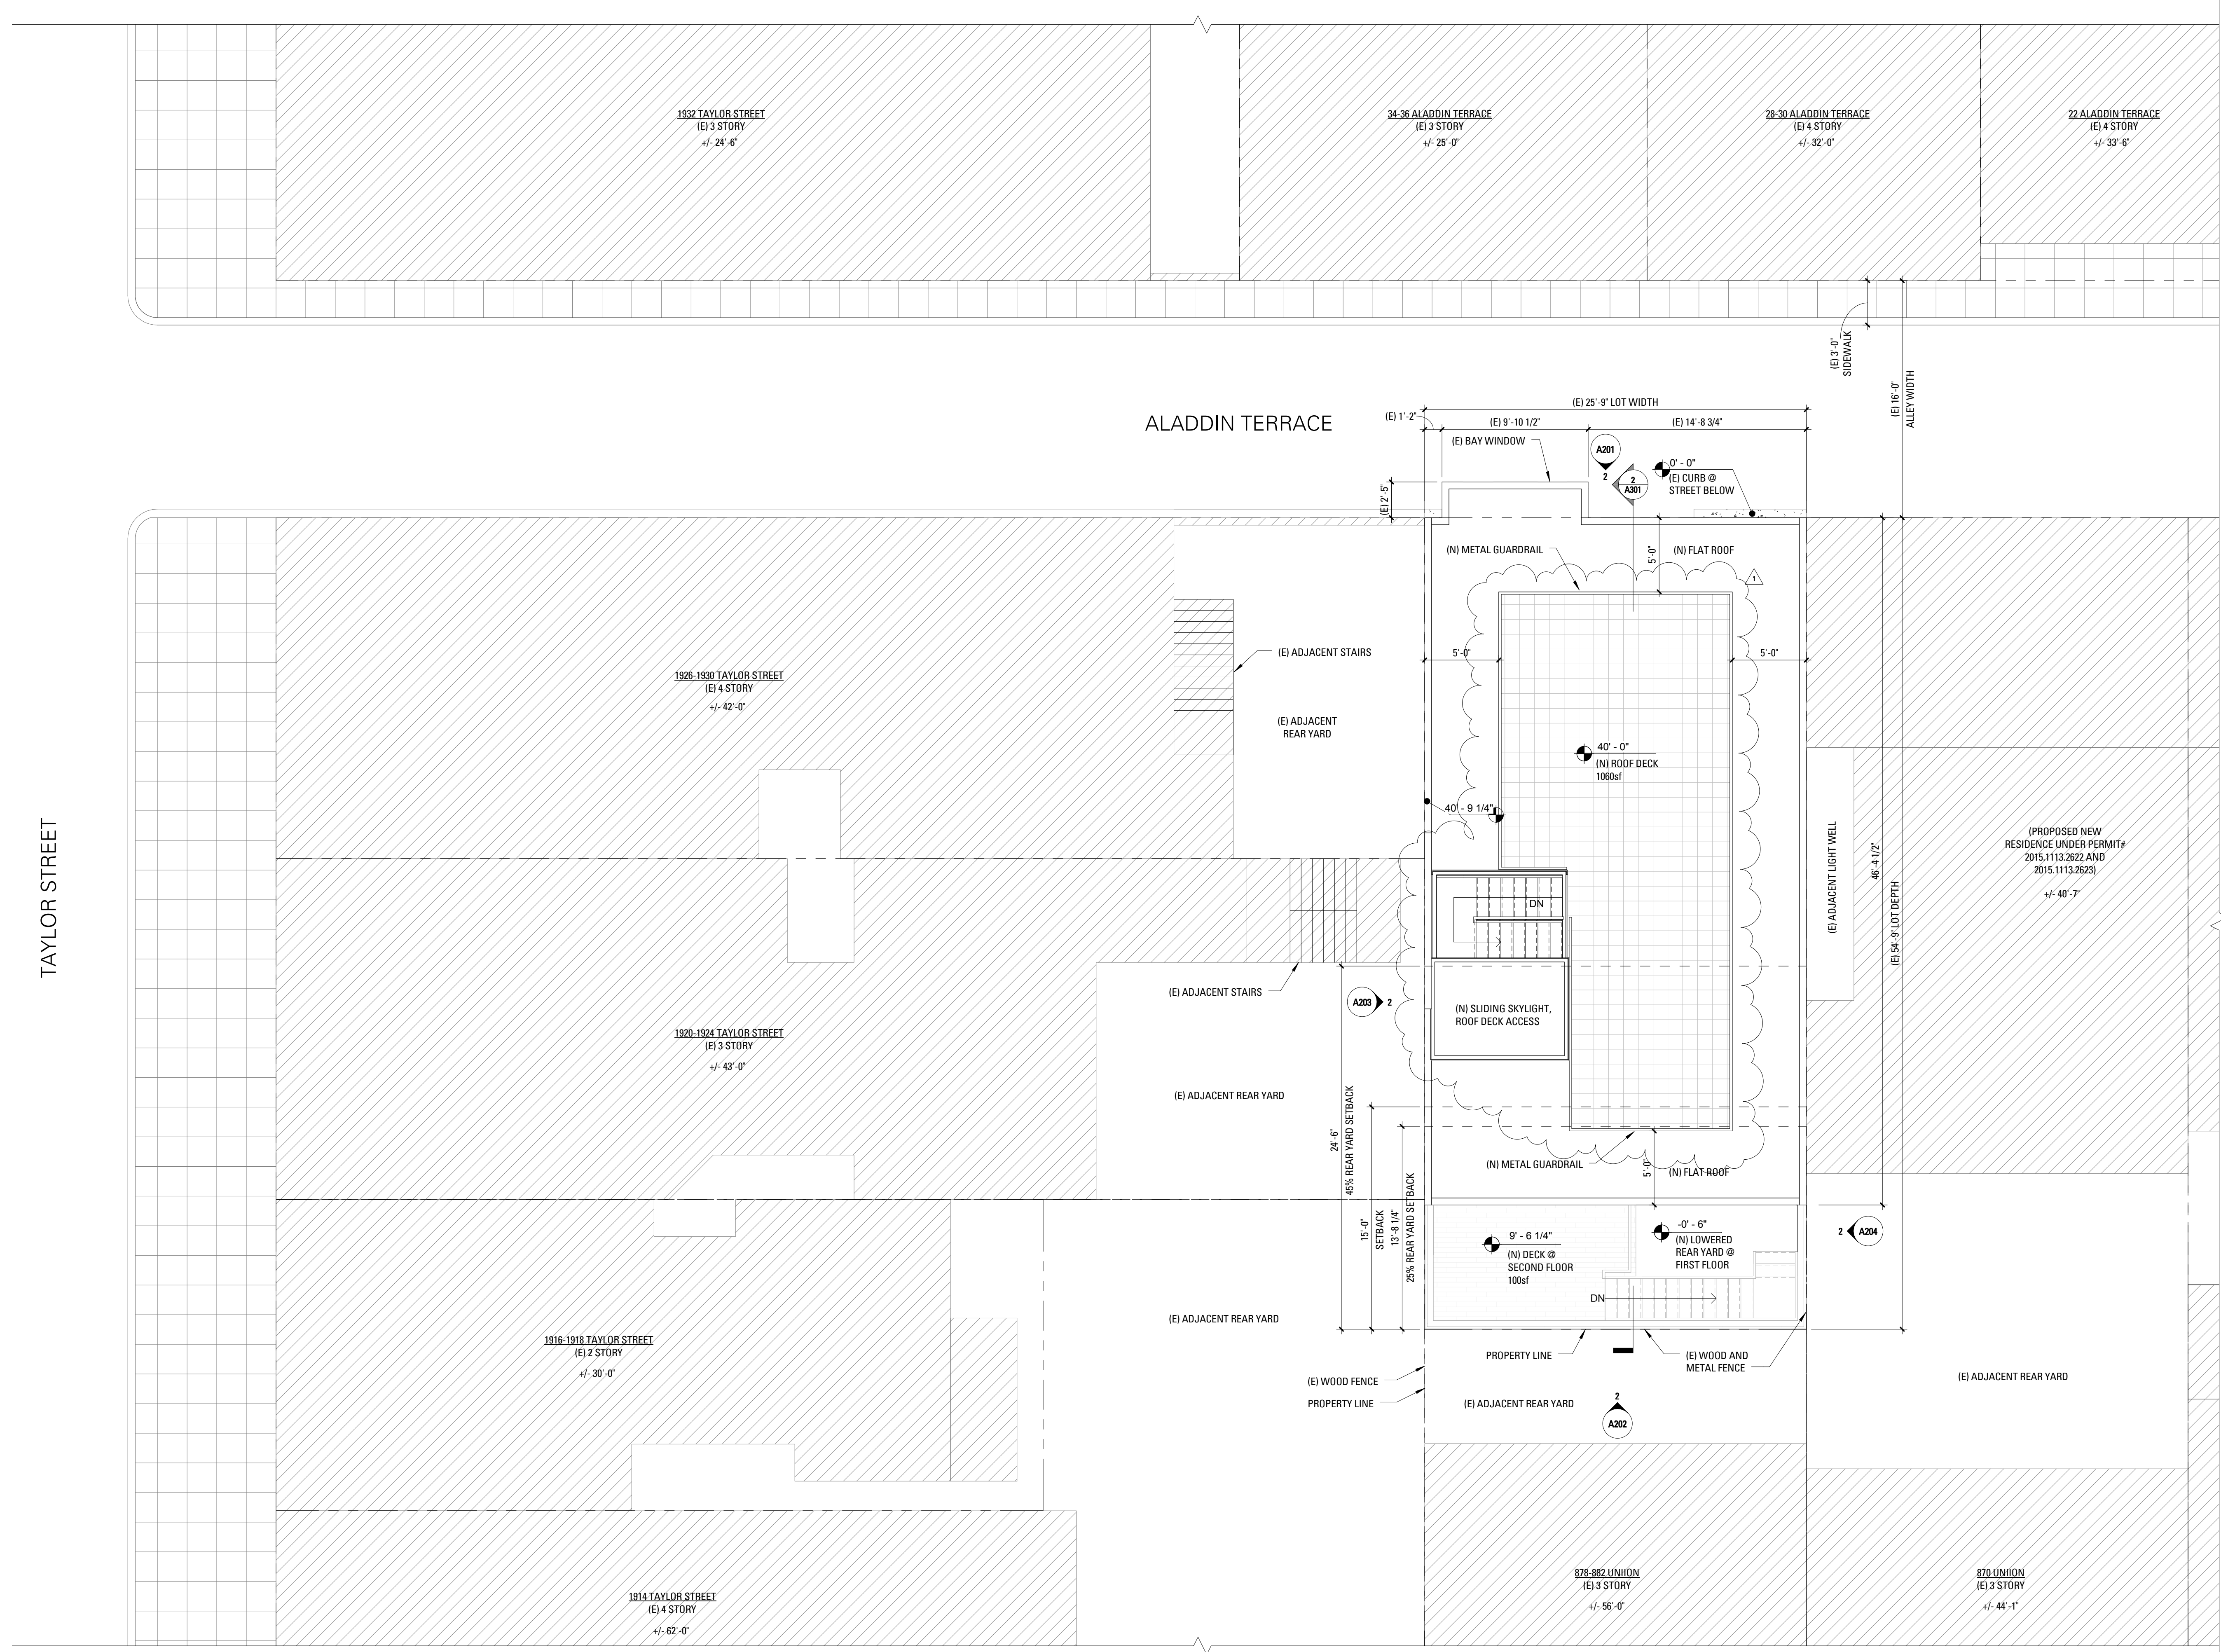 1932 TAYLOR STREET
(E) 3 STORY
+/- 24'-6"
34-36 ALADDIN TERRACE
(E) 3 STORY
+/- 25'-0"
28-30 ALADDIN TERRACE
(E) 4 STORY
+/- 32'-0"
22 ALADDIN TERRACE
(E) 4 STORY
+/- 33'-6"
(E) 3'-0"
SIDEWALK
(E) 16'-0"
ALLEY WIDTH
ALADDIN TERRACE
(E) 25'-9" LOT WIDTH
(E) 1'-2"
(E) 9'-10 1/2"
(E) 14'-8 3/4"
(E) BAY WINDOW
A201
2
2
A301
0' - 0"
(E) CURB @
STREET BELOW
(E) 2'-5"
(N) METAL GUARDRAIL
5'-0"
(N) FLAT ROOF
1
TAYLOR STREET
1926-1930 TAYLOR STREET
(E) 4 STORY
+/- 42'-0"
(E) ADJACENT STAIRS
(E) ADJACENT
REAR YARD
5'-0"
5'-0"
40' - 0"
(N) ROOF DECK
1060sf
40' - 9 1/4"
DN
(E) ADJACENT LIGHT WELL
46'-4 1/2"
(E) 54'-9" LOT DEPTH
(PROPOSED NEW
RESIDENCE UNDER PERMIT#
2015.1113.2622 AND
2015.1113.2623)
+/- 40'-7"
(E) ADJACENT STAIRS
A203
2
(N) SLIDING SKYLIGHT,
ROOF DECK ACCESS
1920-1924 TAYLOR STREET
(E) 3 STORY
+/- 43'-0"
(E) ADJACENT REAR YARD
24'-6"
45% REAR YARD SETBACK
15'-0"
SETBACK
13'-8 1/4"
25% REAR YARD SETBACK
(N) METAL GUARDRAIL
5'-0"
(N) FLAT ROOF
9' - 6 1/4"
(N) DECK @
SECOND FLOOR
100sf
-0' - 6"
(N) LOWERED
REAR YARD @
FIRST FLOOR
2
A204
DN
(E) ADJACENT REAR YARD
1916-1918 TAYLOR STREET
(E) 2 STORY
+/- 30'-0"
PROPERTY LINE
(E) WOOD AND
METAL FENCE
(E) WOOD FENCE
PROPERTY LINE
(E) ADJACENT REAR YARD
2
A202
(E) ADJACENT REAR YARD
1914 TAYLOR STREET
(E) 4 STORY
+/- 62'-0"
878-882 UNIION
(E) 3 STORY
+/- 56'-0"
870 UNIION
(E) 3 STORY
+/- 44'-1"